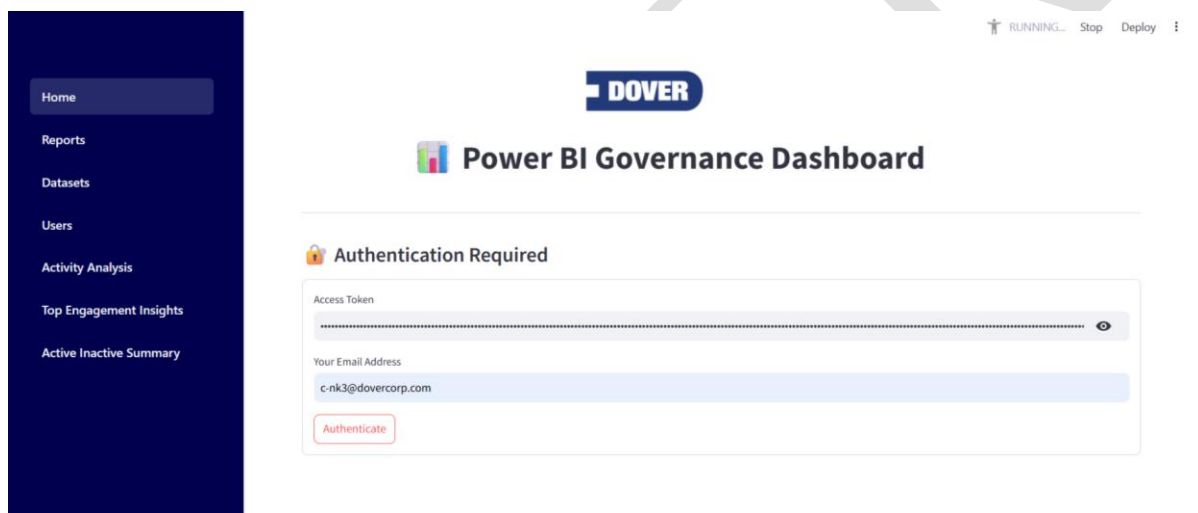 RUNNING... Stop Deploy
Home
Reports
Datasets
Users
Activity Analysis
Top Engagement Insights
Active Inactive Summary
DOVER
Power BI Governance Dashboard
Authentication Required
Access Token
Your Email Address
c-nk3@dovercorp.com
Authenticate